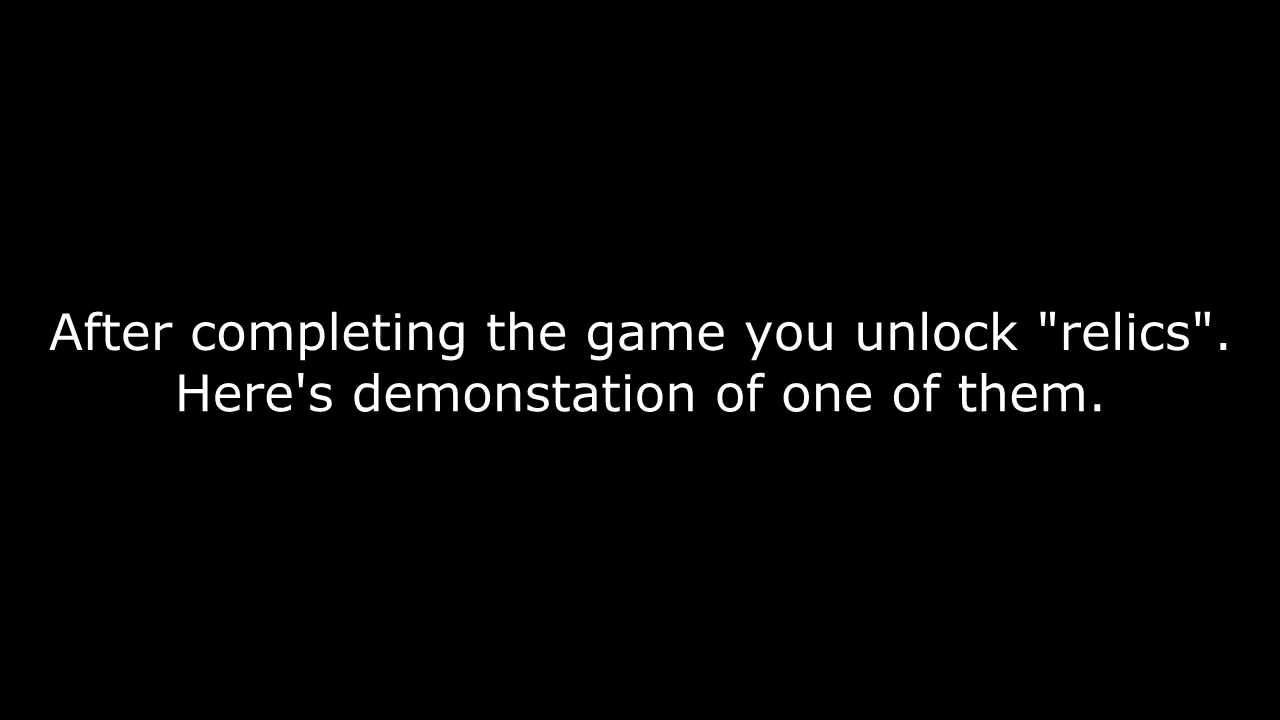 After completing the game you unlock "relics".
Here's demonstation of one of them.